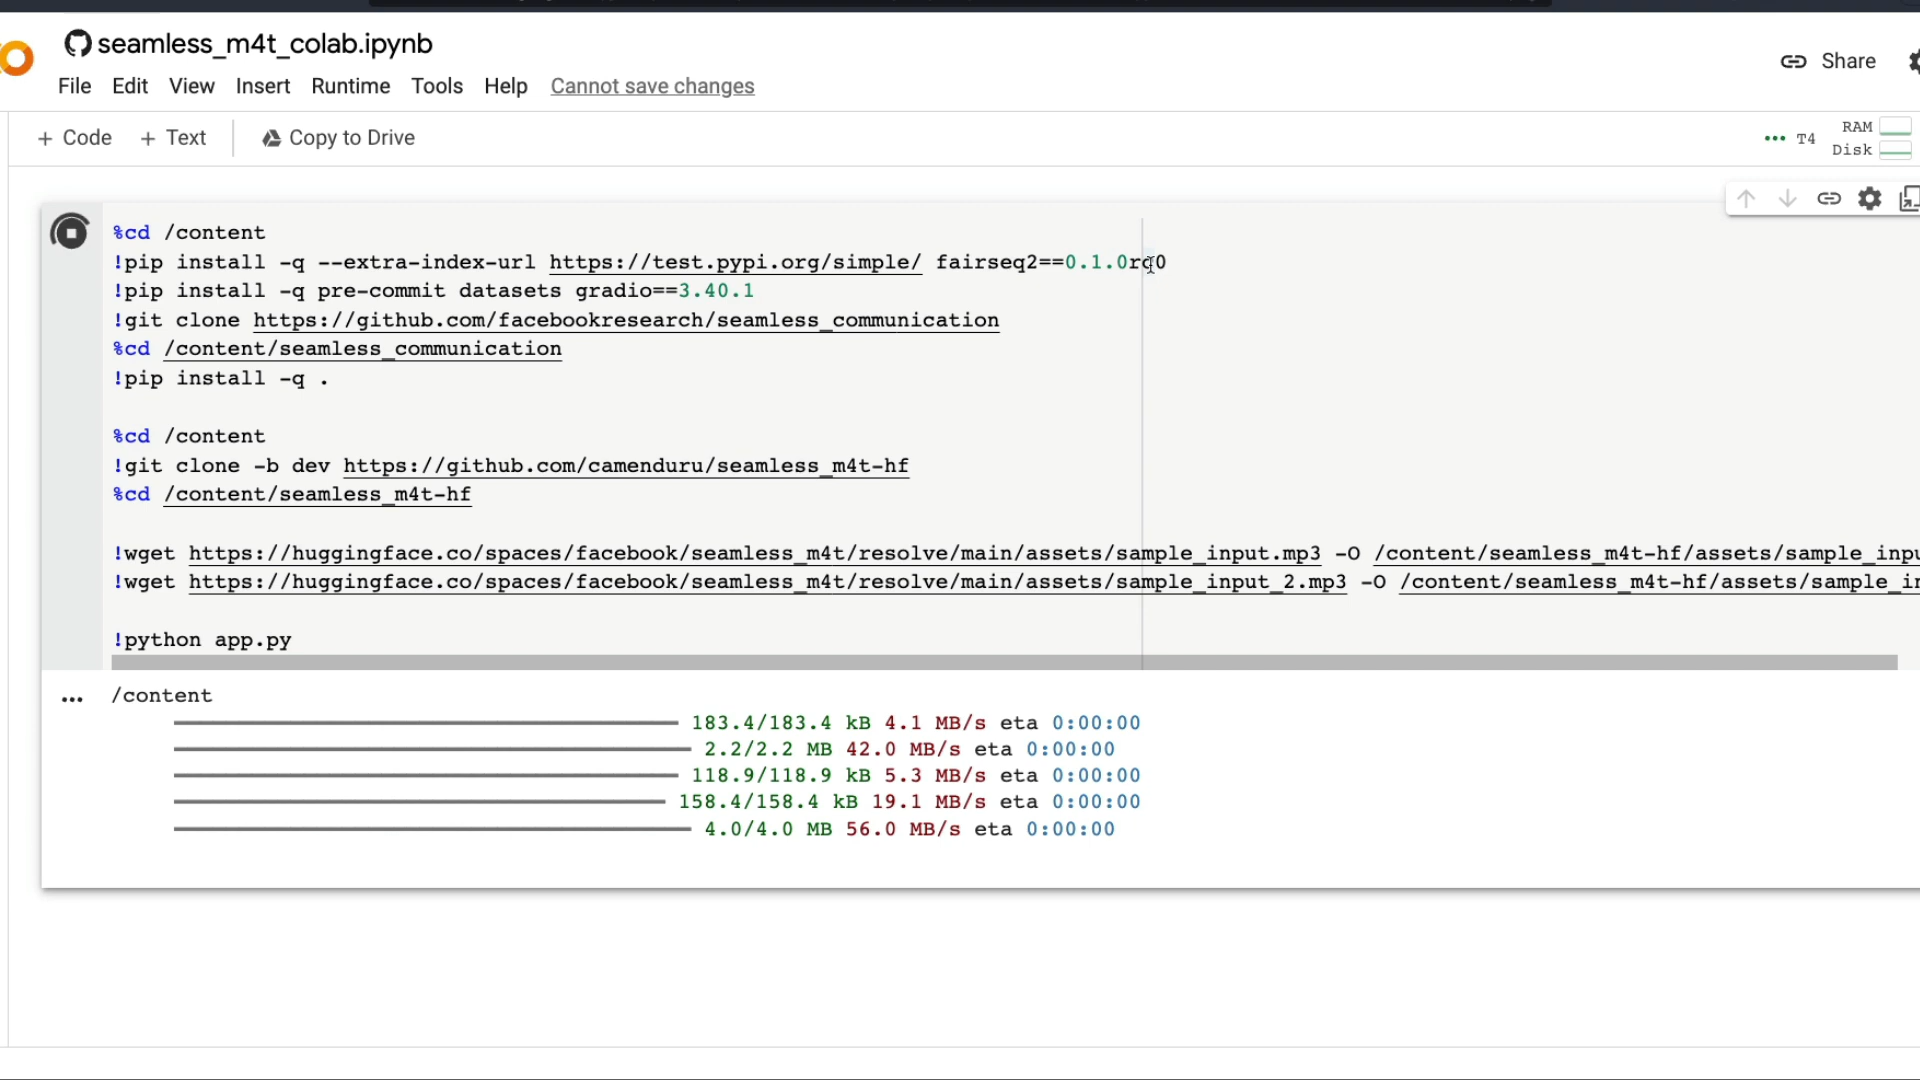 seamless_m4t_colab.ipynb
File Edit View Insert Runtime Tools Help Cannot save changes
Share
+ Code + Text Copy to Drive
T4 RAM
Disk
%cd /content
!pip install -q --extra-index-url https://test.pypi.org/simple/ fairseq2==0.1.0rc0
!pip install -q pre-commit datasets gradio==3.40.1
!git clone https://github.com/facebookresearch/seamless_communication
%cd /content/seamless_communication
!pip install -q .
%cd /content
!git clone -b dev https://github.com/camenduru/seamless_m4t-hf
%cd /content/seamless_m4t-hf
!wget https://huggingface.co/spaces/facebook/seamless_m4t/resolve/main/assets/sample_input.mp3 -O /content/seamless_m4t-hf/assets/sample_inpu
!wget https://huggingface.co/spaces/facebook/seamless_m4t/resolve/main/assets/sample_input_2.mp3 -O /content/seamless_m4t-hf/assets/sample_in
!python app.py
... /content
183.4/183.4 kB 4.1 MB/s eta 0:00:00
2.2/2.2 MB 42.0 MB/s eta 0:00:00
118.9/118.9 kB 5.3 MB/s eta 0:00:00
158.4/158.4 kB 19.1 MB/s eta 0:00:00
4.0/4.0 MB 56.0 MB/s eta 0:00:00